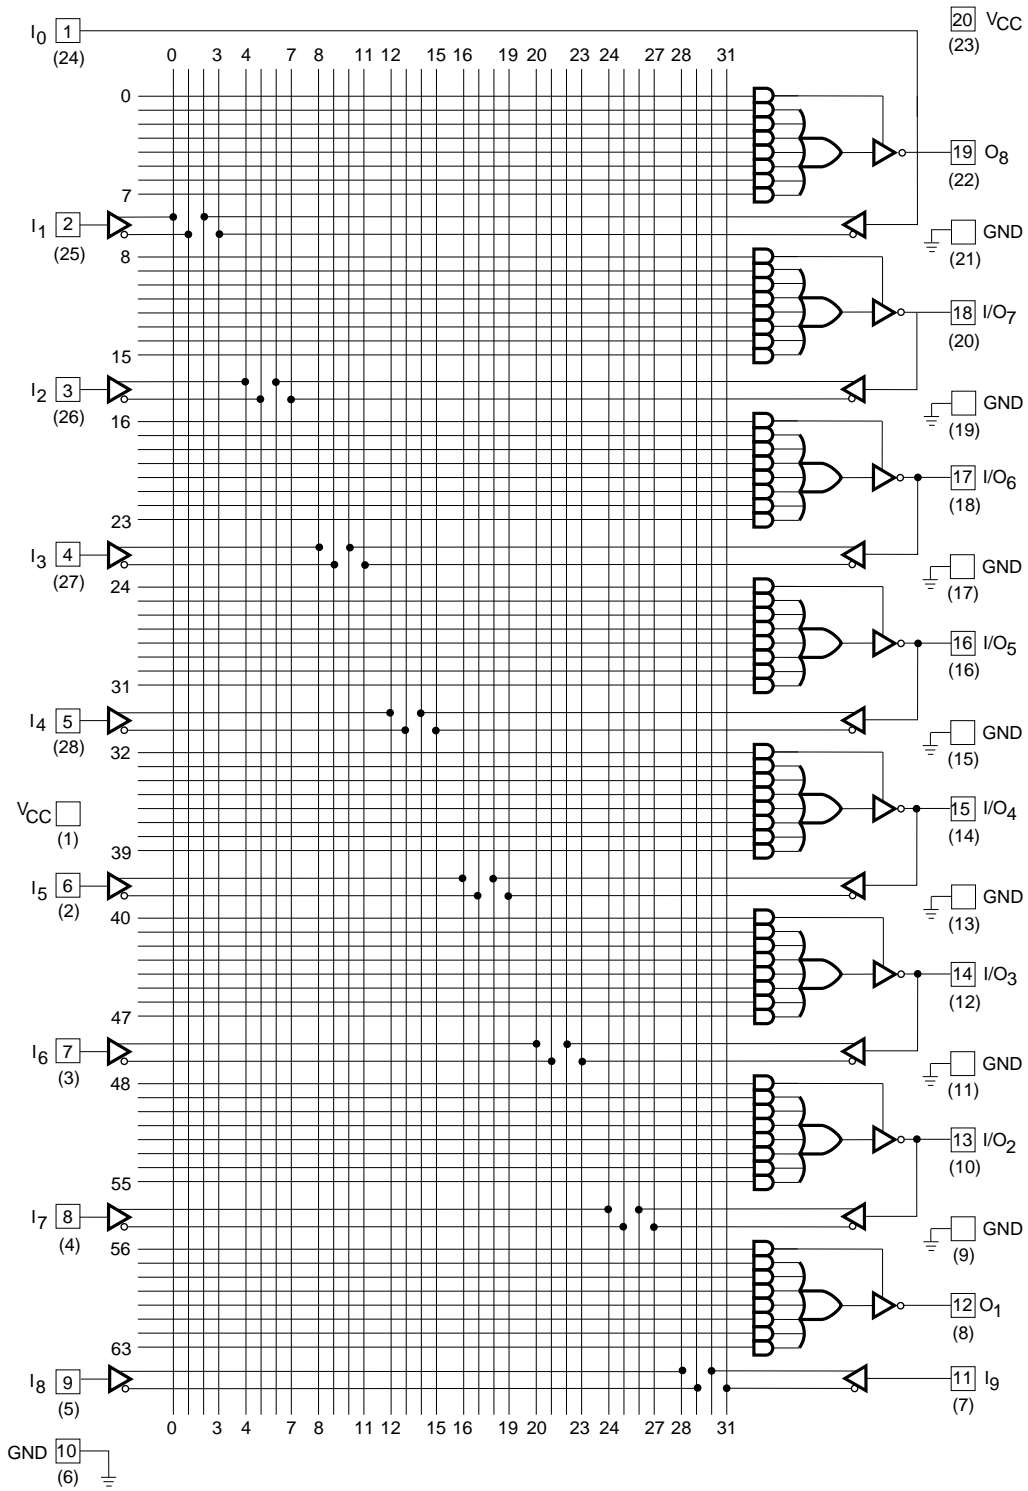 I0 1 20 VCC
(24) (23)
0 3 4 7 8 11 12 15 16 19 20 23 24 27 28 31
0
19 O8
(22)
7
I1 2
(25)
GND
(21)
8
18 I/O7
(20)
15
I2 3
(26)
GND
(19)
16
17 I/O6
(18)
23
I3 4
(27)
GND
(17)
24
16 I/O5
(16)
31
I4 5
(28)
GND
(15)
32
VCC
(1)
15 I/O4
(14)
39
I5 6
(2)
GND
(13)
40
14 I/O3
(12)
47
I6 7
(3)
GND
(11)
48
13 I/O2
(10)
55
I7 8
(4)
GND
(9)
56
12 O1
(8)
63
I8 9
(5)
11 I9
(7)
0 3 4 7 8 11 12 15 16 19 20 23 24 27 28 31
GND 10
(6)